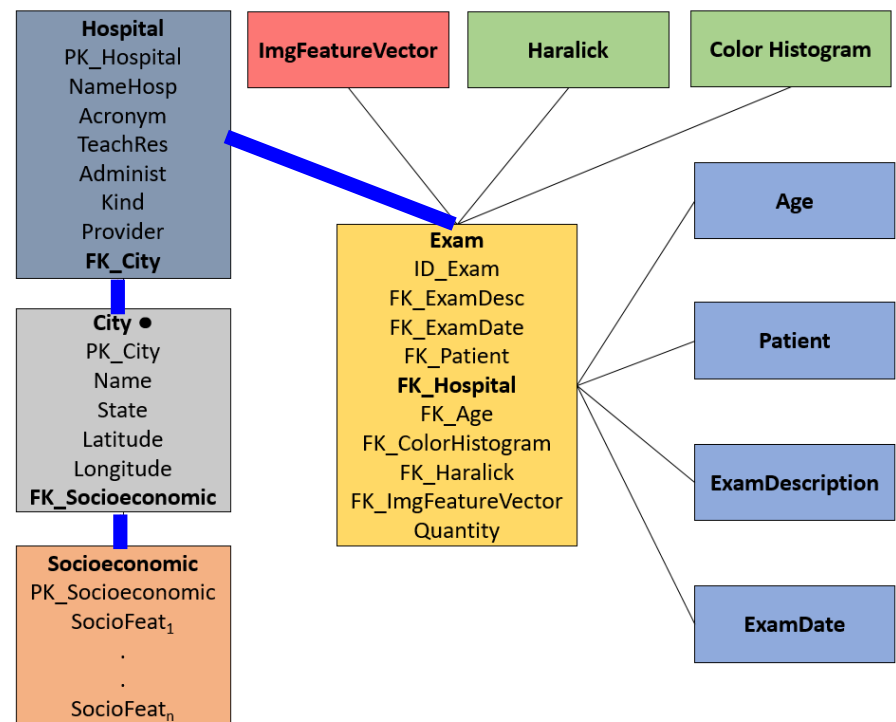 Hospital
PK_Hospital
NameHosp
Acronym
TeachRes
Administ
Kind
Provider
FK_City
City ●
PK_City
Name
State
Latitude
Longitude
FK_Socioeconomic
Socioeconomic
PK_Socioeconomic
SocioFeat1
.
.
SocioFeatn
ImgFeatureVector
Haralick
Color Histogram
Exam
ID_Exam
FK_ExamDesc
FK_ExamDate
FK_Patient
FK_Hospital
FK_Age
FK_ColorHistogram
FK_Haralick
FK_ImgFeatureVector
Quantity
Age
Patient
ExamDescription
ExamDate